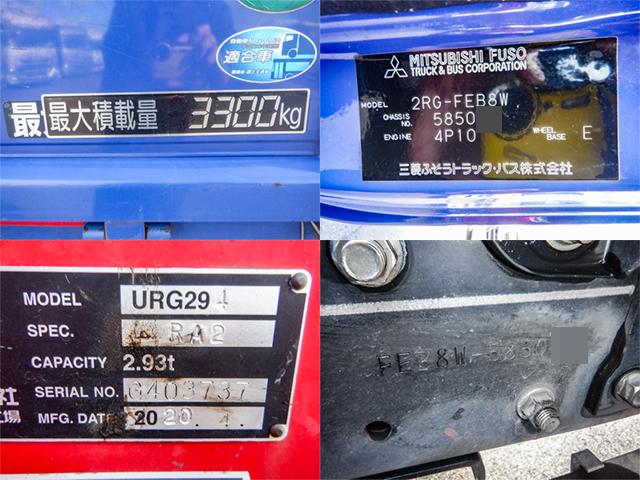 適合車
最 最大積載量 3300kg
MITSUBISHI FUSO
TRUCK & BUS CORPORATION
MODEL 2RG-FEB8W
CHASSIS NO. 5850
ENGINE 4P10 WHEEL BASE E
三菱ふそうトラック・バス株式会社
MODEL URG294
SPEC. RA2
CAPACITY 2.93t
SERIAL NO. G403737
MFG. DATE 2020. 4.
FEB8W-5850